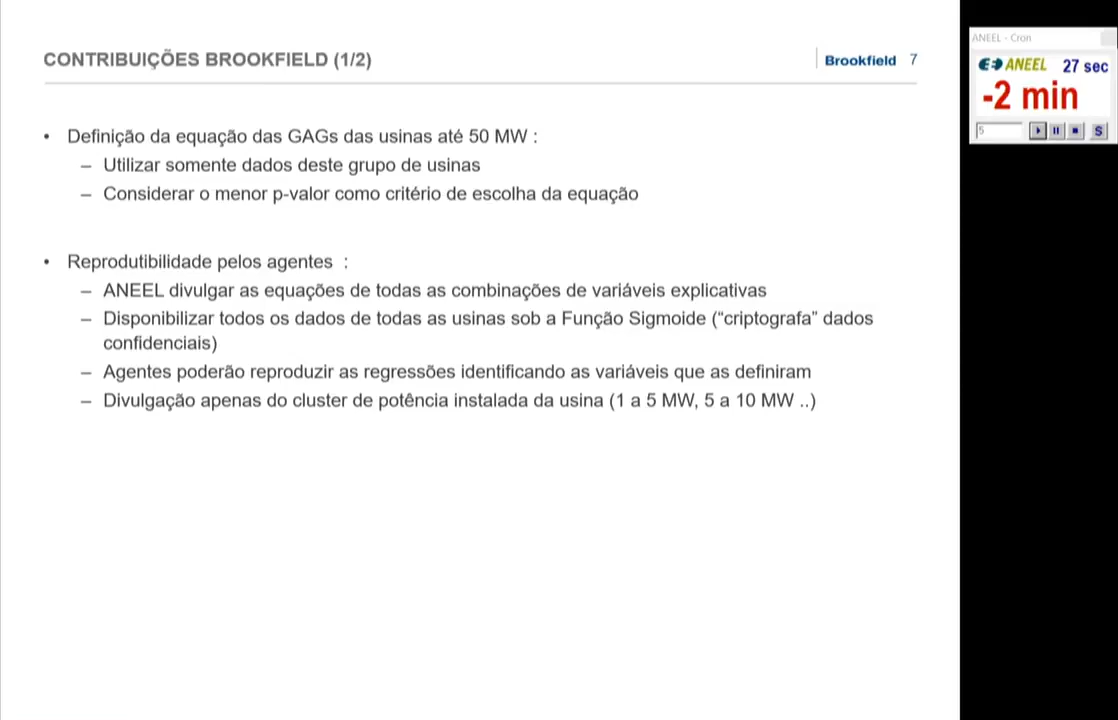 CONTRIBUIÇÕES BROOKFIELD (1/2)
Brookfield 7
• Definição da equação das GAGs das usinas até 50 MW :
– Utilizar somente dados deste grupo de usinas
– Considerar o menor p-valor como critério de escolha da equação
• Reprodutibilidade pelos agentes :
– ANEEL divulgar as equações de todas as combinações de variáveis explicativas
– Disponibilizar todos os dados de todas as usinas sob a Função Sigmoide (“criptografa” dados
confidenciais)
– Agentes poderão reproduzir as regressões identificando as variáveis que as definiram
– Divulgação apenas do cluster de potência instalada da usina (1 a 5 MW, 5 a 10 MW ..)
ANEEL - Cron
ANEEL 27 sec
-2 min
5
S